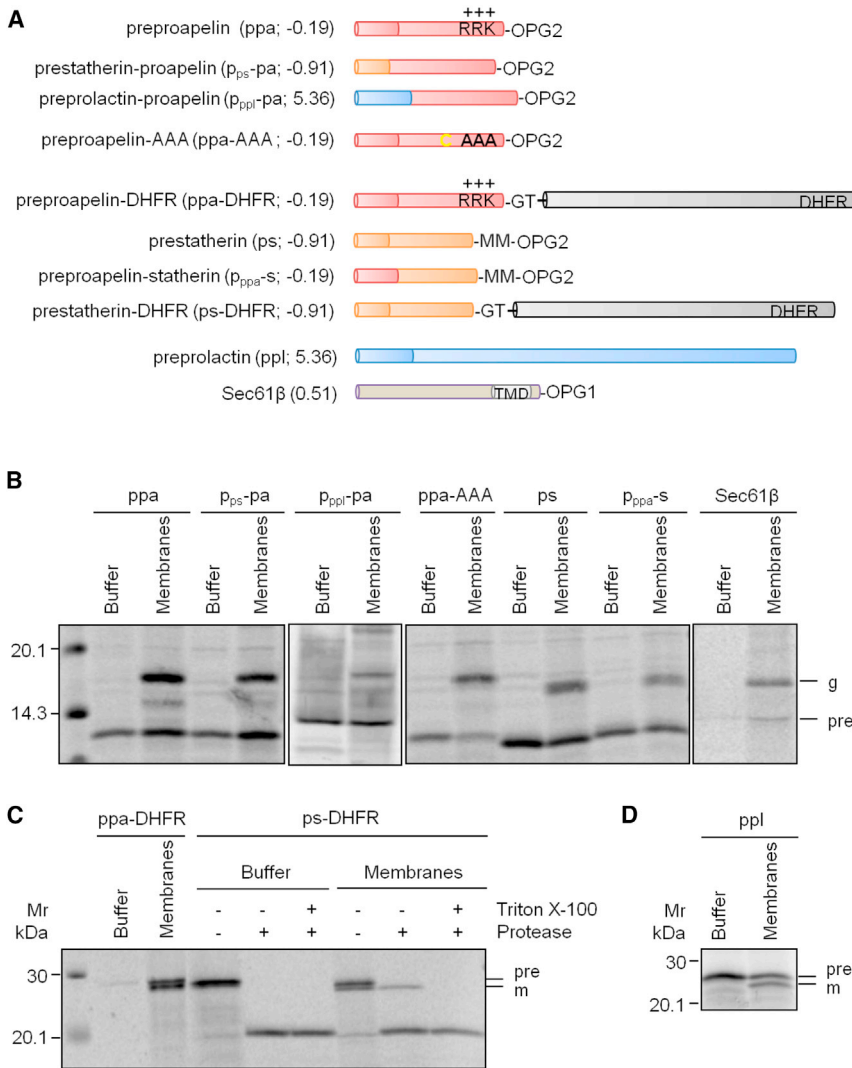 A
+++
preproapelin (ppa; -0.19) RRK -OPG2
prestatherin-proapelin (pps-pa; -0.91) -OPG2
preprolactin-proapelin (pppl-pa; 5.36) -OPG2
preproapelin-AAA (ppa-AAA; -0.19) C AAA -OPG2
+++
preproapelin-DHFR (ppa-DHFR; -0.19) RRK -GT- DHFR
prestatherin (ps; -0.91) -MM-OPG2
preproapelin-statherin (pppa-s; -0.19) -MM-OPG2
prestatherin-DHFR (ps-DHFR; -0.91) -GT- DHFR
preprolactin (ppl; 5.36)
Sec61β (0.51) TMD -OPG1
B
ppa pps-pa pppl-pa ppa-AAA ps pppa-s Sec61β
Buffer Membranes Buffer Membranes Buffer Membranes Buffer Membranes Buffer Membranes Buffer Membranes Buffer Membranes
20.1
g
14.3
pre
C
ppa-DHFR ps-DHFR
Buffer Membranes Buffer Membranes
Mr - - + - - + Triton X-100
kDa - + + - + + Protease
30
pre
m
20.1
D
ppl
Mr
kDa
Buffer Membranes
30
pre
m
20.1